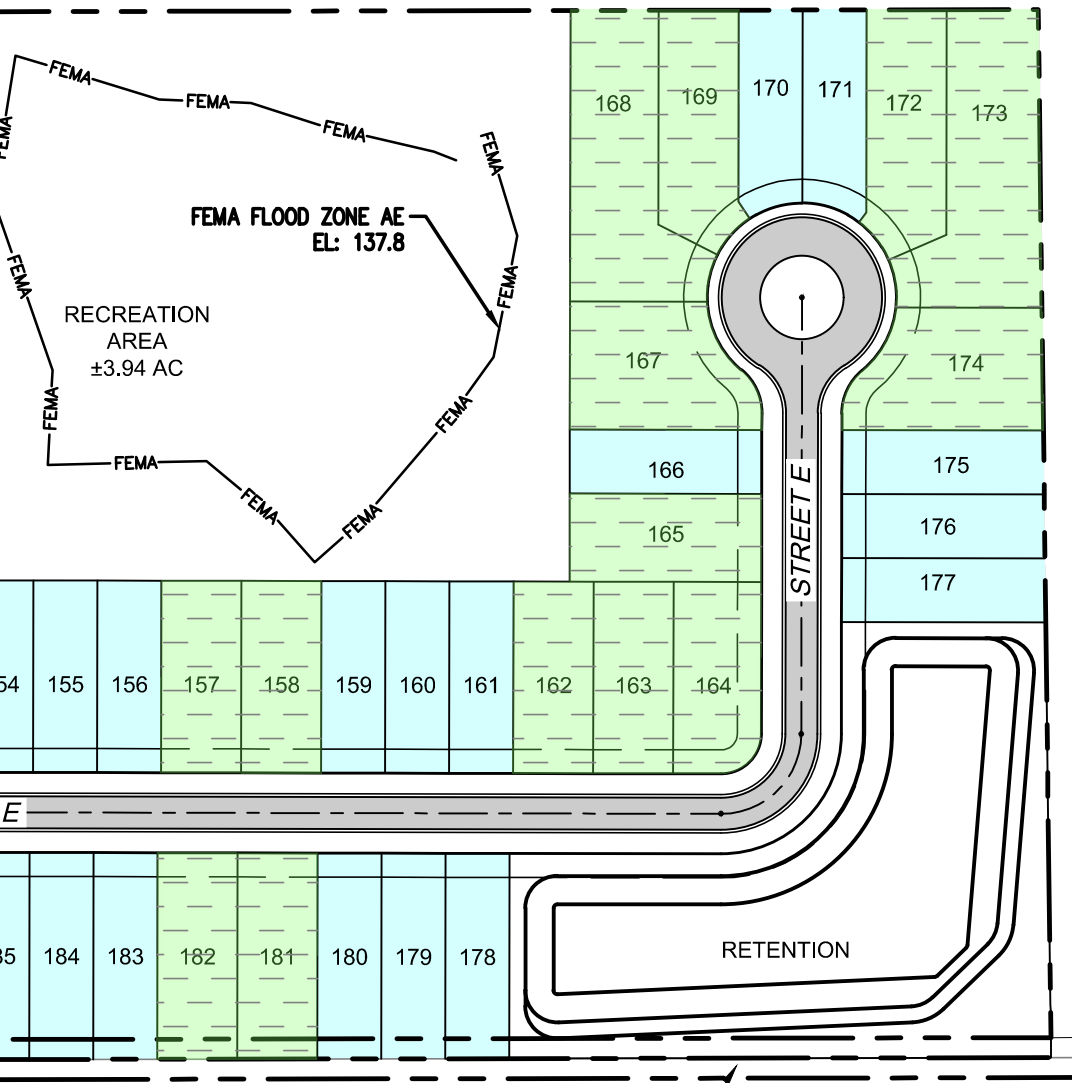 FEMA
FEMA
FEMA
FEMA
FEMA
FEMA FLOOD ZONE AE
EL: 137.8
FEMA
FEMA
RECREATION
AREA
±3.94 AC
FEMA
FEMA
FEMA
FEMA
FEMA
168
169
170
171
172
173
167
174
166
175
165
176
177
STREET E
155
156
157
158
159
160
161
162
163
164
E
184
183
182
181
180
179
178
RETENTION